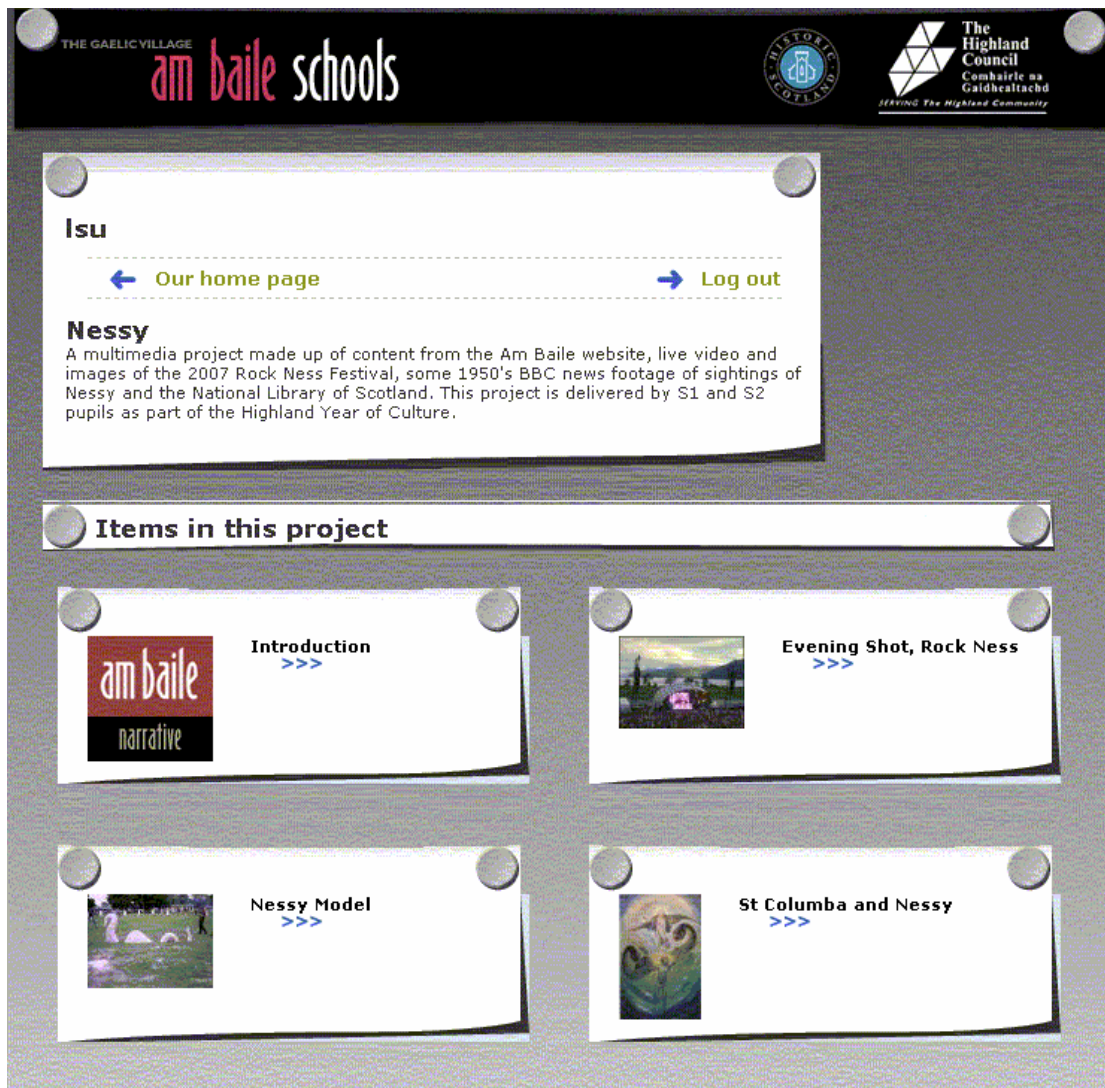 THE GAELIC VILLAGE
am baile schools
HISTORIC SCOTLAND
The
Highland
Council
Comhairle na
Gaidhealtachd
SERVING The Highland Community
lsu
Our home page
Log out
Nessy
A multimedia project made up of content from the Am Baile website, live video and
images of the 2007 Rock Ness Festival, some 1950's BBC news footage of sightings of
Nessy and the National Library of Scotland. This project is delivered by S1 and S2
pupils as part of the Highland Year of Culture.
Items in this project
am baile
narrative
Introduction
>>>
Evening Shot, Rock Ness
>>>
Nessy Model
>>>
St Columba and Nessy
>>>